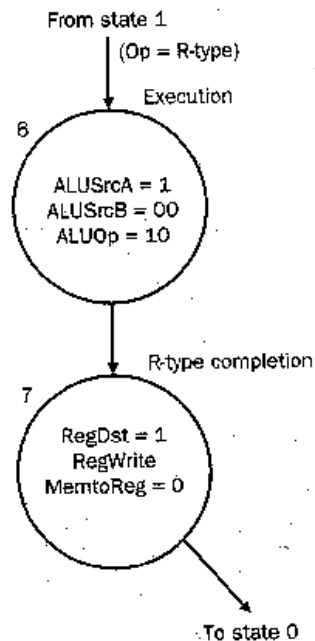 From state 1
(Op = R-type)
Execution
6
ALUSrcA = 1
ALUSrcB = 00
ALUOp = 10
R-type completion
7
RegDst = 1
RegWrite
MemtoReg = 0
To state 0